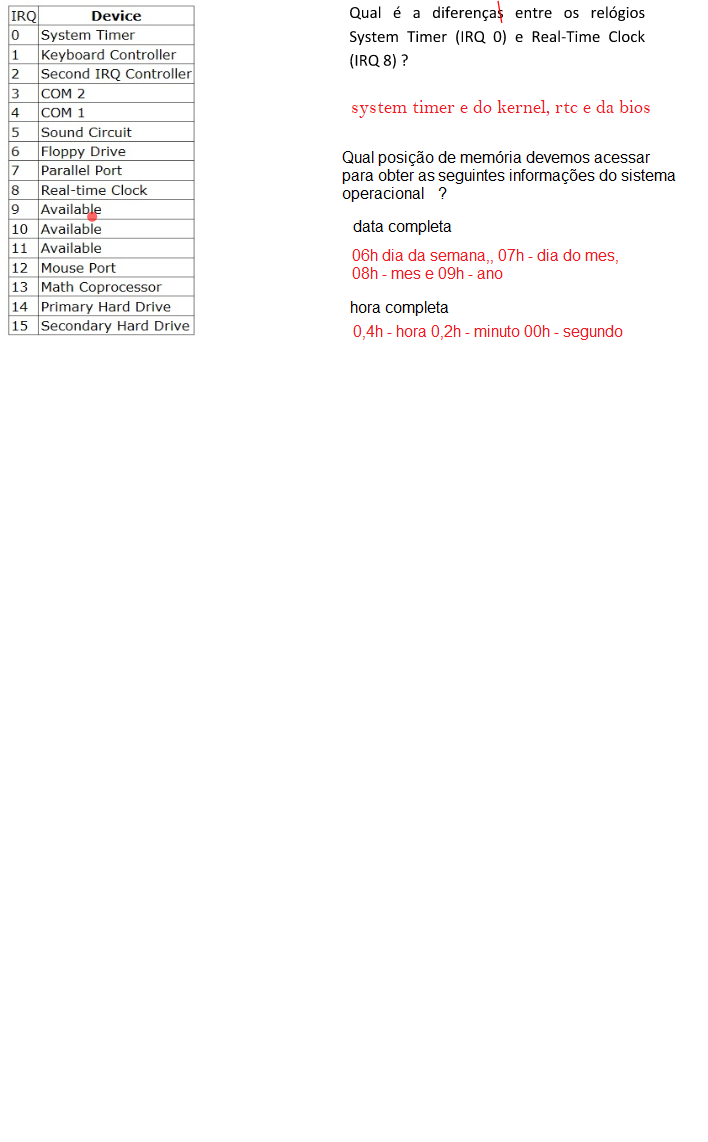 IRQ Device
0 System Timer
1 Keyboard Controller
2 Second IRQ Controller
3 COM 2
4 COM 1
5 Sound Circuit
6 Floppy Drive
7 Parallel Port
8 Real-time Clock
9 Available
10 Available
11 Available
12 Mouse Port
13 Math Coprocessor
14 Primary Hard Drive
15 Secondary Hard Drive
Qual é a diferenças entre os relógios
System Timer (IRQ 0) e Real-Time Clock
(IRQ 8) ?
system timer e do kernel, rtc e da bios
Qual posição de memória devemos acessar
para obter as seguintes informações do sistema
operacional ?
data completa
06h dia da semana,, 07h - dia do mes,
08h - mes e 09h - ano
hora completa
0,4h - hora 0,2h - minuto 00h - segundo